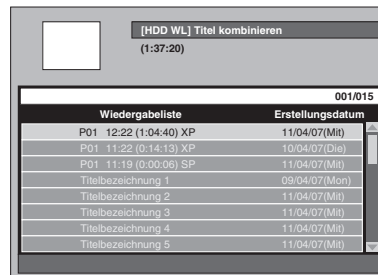 [HDD WL] Titel kombinieren
(1:37:20)
001/015
Wiedergabeliste Erstellungsdatum
P01 12:22 (1:04:40) XP 11/04/07(Mit)
P01 11:22 (0:14:13) XP 10/04/07(Die)
P01 11:19 (0:00:06) SP 11/04/07(Mit)
Titelbezeichnung 1 09/04/07(Mon)
Titelbezeichnung 2 11/04/07(Mit)
Titelbezeichnung 3 11/04/07(Mit)
Titelbezeichnung 4 11/04/07(Mit)
Titelbezeichnung 5 11/04/07(Mit)